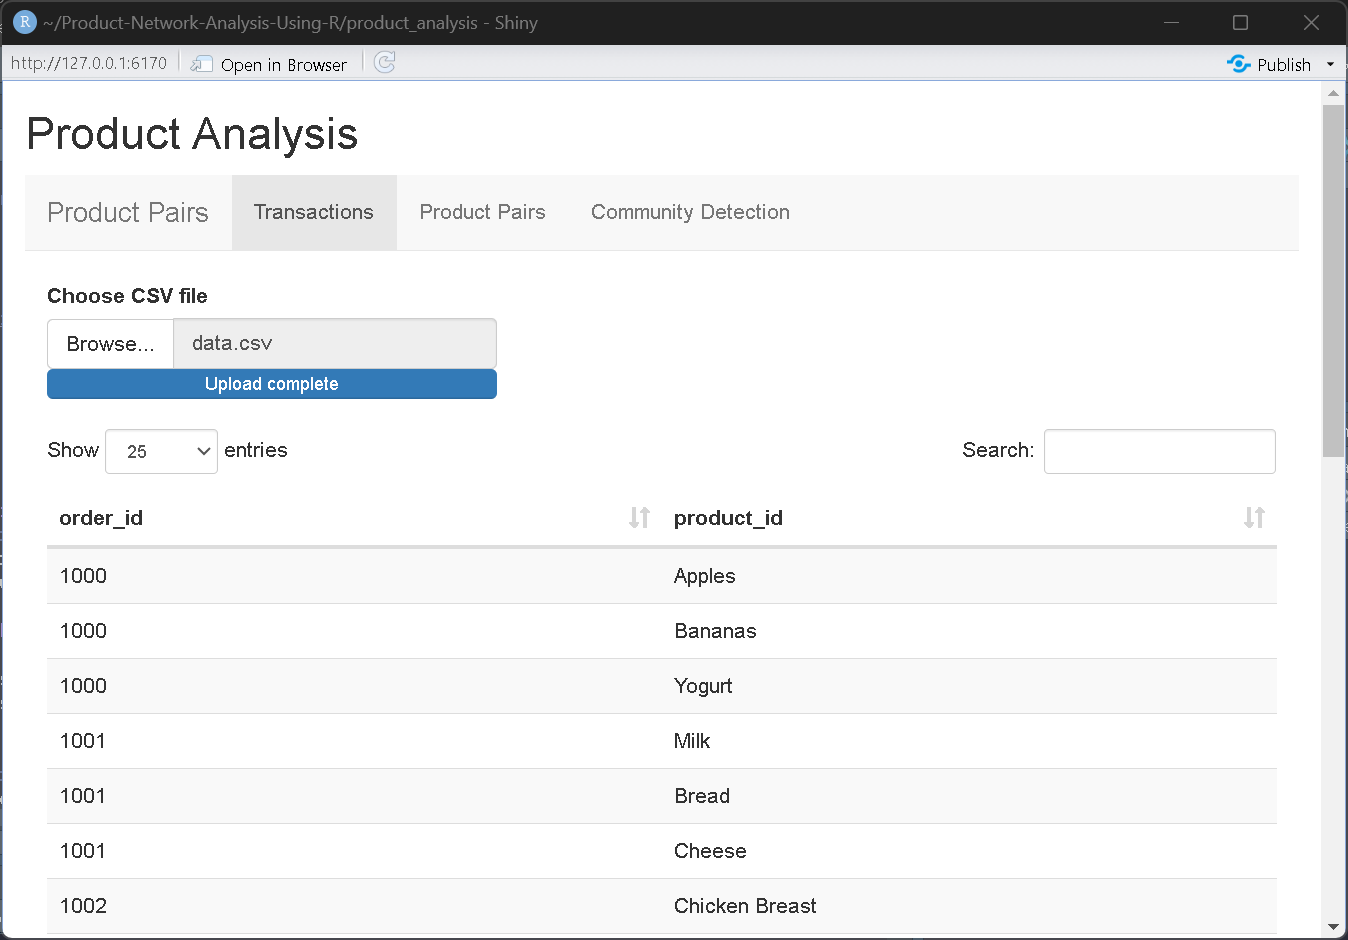 R ~/Product-Network-Analysis-Using-R/product_analysis - Shiny
http://127.0.0.1:6170 Open in Browser Publish
Product Analysis
Product Pairs Transactions Product Pairs Community Detection
Choose CSV file
Browse... data.csv
Upload complete
Show 25 entries Search:
order_id product_id
1000 Apples
1000 Bananas
1000 Yogurt
1001 Milk
1001 Bread
1001 Cheese
1002 Chicken Breast